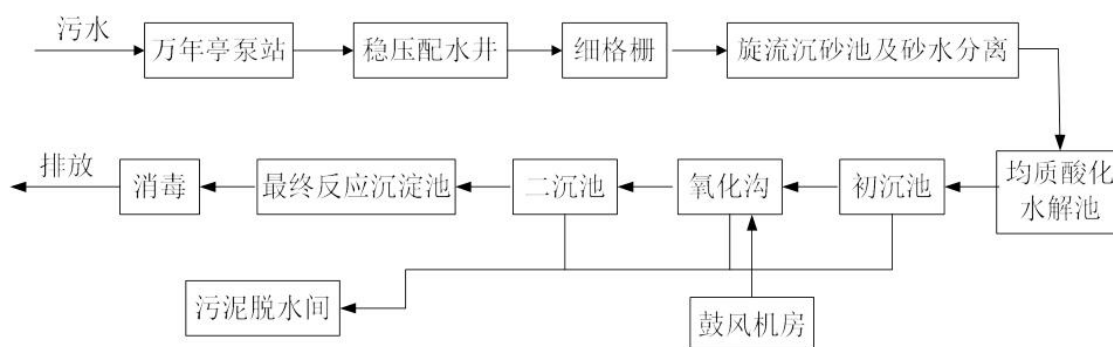 污水
万年亭泵站
稳压配水井
细格栅
旋流沉砂池及砂水分离
均质酸化
水解池
初沉池
氧化沟
二沉池
最终反应沉淀池
消毒
排放
污泥脱水间
鼓风机房